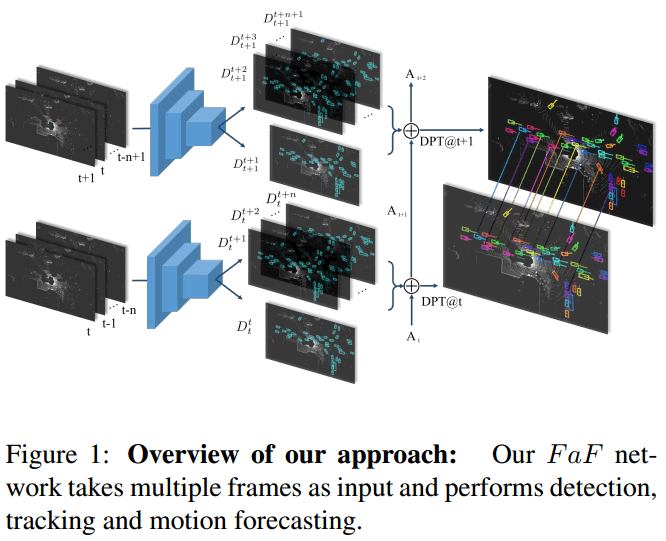 D_{t+1}^{t+n+1}
D_{t+1}^{t+3}
D_{t+1}^{t+2}
...
...
A_{t+2}
DPT@t+1
...
t-n+1
t
t+1
D_{t+1}^{t+1}
D_t^{t+n}
D_t^{t+2}
D_t^{t+1}
...
...
A_{t+1}
DPT@t
...
t-n
t-1
t
D_t^t
A_t
Figure 1: Overview of our approach: Our FaF net-
work takes multiple frames as input and performs detection,
tracking and motion forecasting.